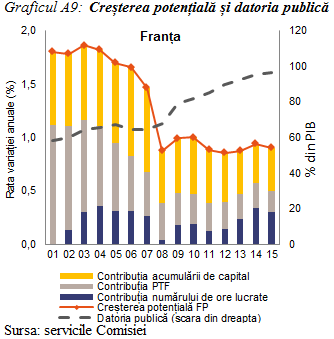 Graficul A9: Creșterea potențială și datoria publică
Franța
Rata variației anuale (%)
2,0
1,5
1,0
0,5
0,0
120
100
80
60
40
20
0
% din PIB
01 02 03 04 05 06 07 08 09 10 11 12 13 14 15
Contribuția acumulării de capital
Contribuția PTF
Contribuția numărului de ore lucrate
Creșterea potențială FP
Datoria publică (scara din dreapta)
Sursa: servicile Comisiei